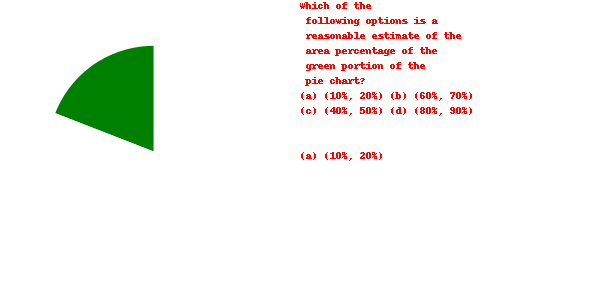 Which of the
following options is a
reasonable estimate of the
area percentage of the
green portion of the
pie chart?
(a) (10%, 20%) (b) (60%, 70%)
(c) (40%, 50%) (d) (80%, 90%)
(a) (10%, 20%)